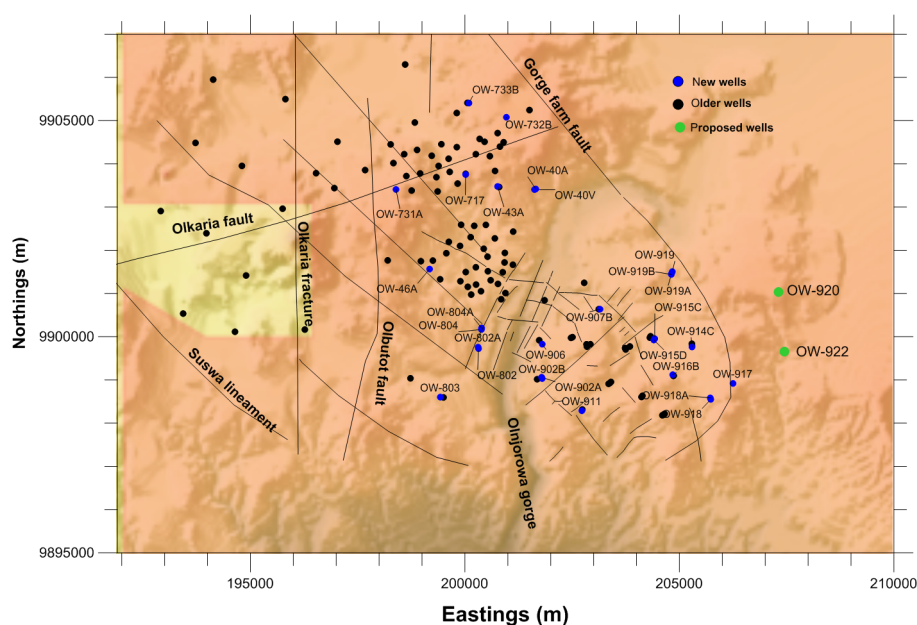 OW-733B
Gorge farm fault
New wells
Older wells
Proposed wells
9905000
OW-732B
OW-40A
OW-40V
OW-717
OW-43A
OW-731A
Olkaria fault
Olkaria fracture
OW-919
OW-919B
OW-919A
OW-920
OW-46A
OW-915C
OW-804A
OW-907B
OW-804
OW-914C
9900000
OW-802A
OW-906
OW-915D
OW-922
OW-902B
OW-916B
OW-802
OW-917
Olbutot fault
OW-803
OW-902A
OW-918A
OW-911
OW-918
Suswa lineament
Olnjorowa gorge
Northings (m)
9895000
195000
200000
205000
210000
Eastings (m)